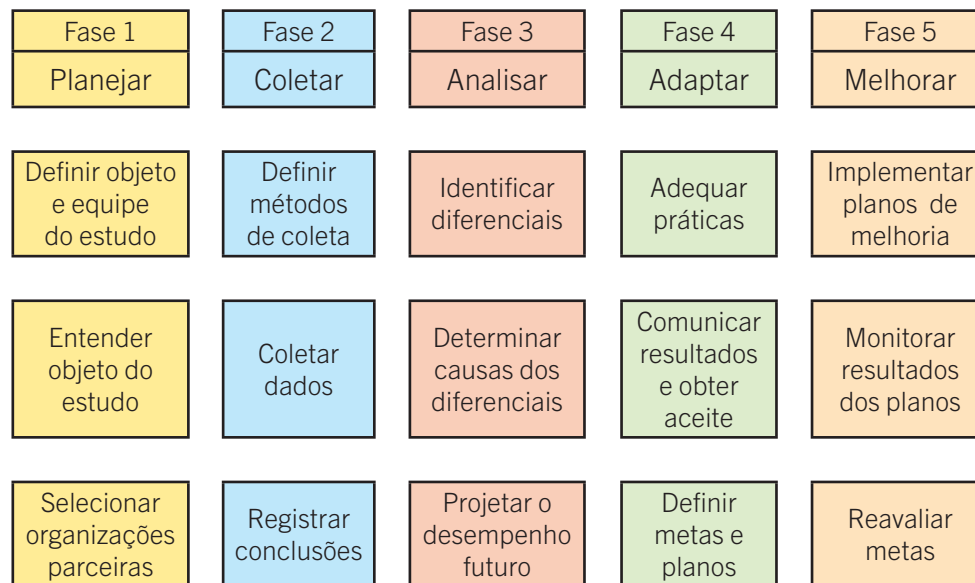 Fase 1
Planejar
Fase 2
Coletar
Fase 3
Analisar
Fase 4
Adaptar
Fase 5
Melhorar
Definir objeto
e equipe
do estudo
Definir
métodos
de coleta
Identificar
diferenciais
Adequar
práticas
Implementar
planos de
melhoria
Entender
objeto do
estudo
Coletar
dados
Determinar
causas dos
diferenciais
Comunicar
resultados
e obter
aceite
Monitorar
resultados
dos planos
Selecionar
organizações
parceiras
Registrar
conclusões
Projetar o
desempenho
futuro
Definir
metas e
planos
Reavaliar
metas